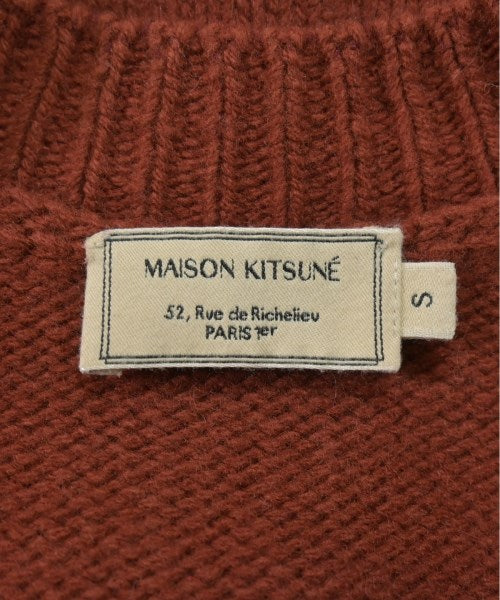 MAISON KITSUNÉ
52, Rue de Richelieu
PARIS 1er
S